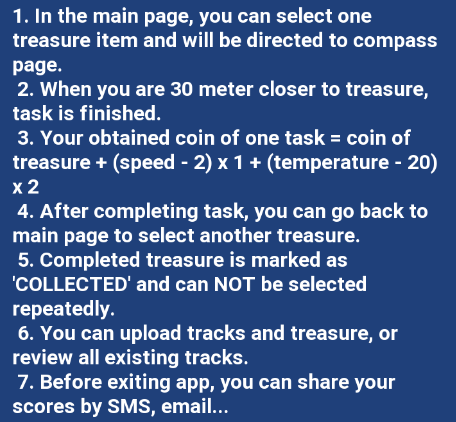 1. In the main page, you can select one
treasure item and will be directed to compass
page.
2. When you are 30 meter closer to treasure,
task is finished.
3. Your obtained coin of one task = coin of
treasure + (speed - 2) x 1 + (temperature - 20)
x 2
4. After completing task, you can go back to
main page to select another treasure.
5. Completed treasure is marked as
'COLLECTED' and can NOT be selected
repeatedly.
6. You can upload tracks and treasure, or
review all existing tracks.
7. Before exiting app, you can share your
scores by SMS, email...